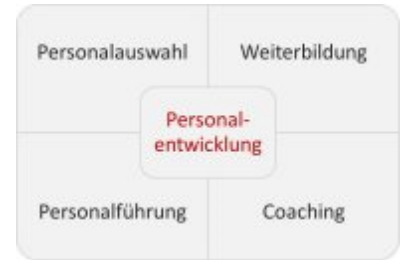 Personalauswahl
Weiterbildung
Personal-
entwicklung
Personalführung
Coaching